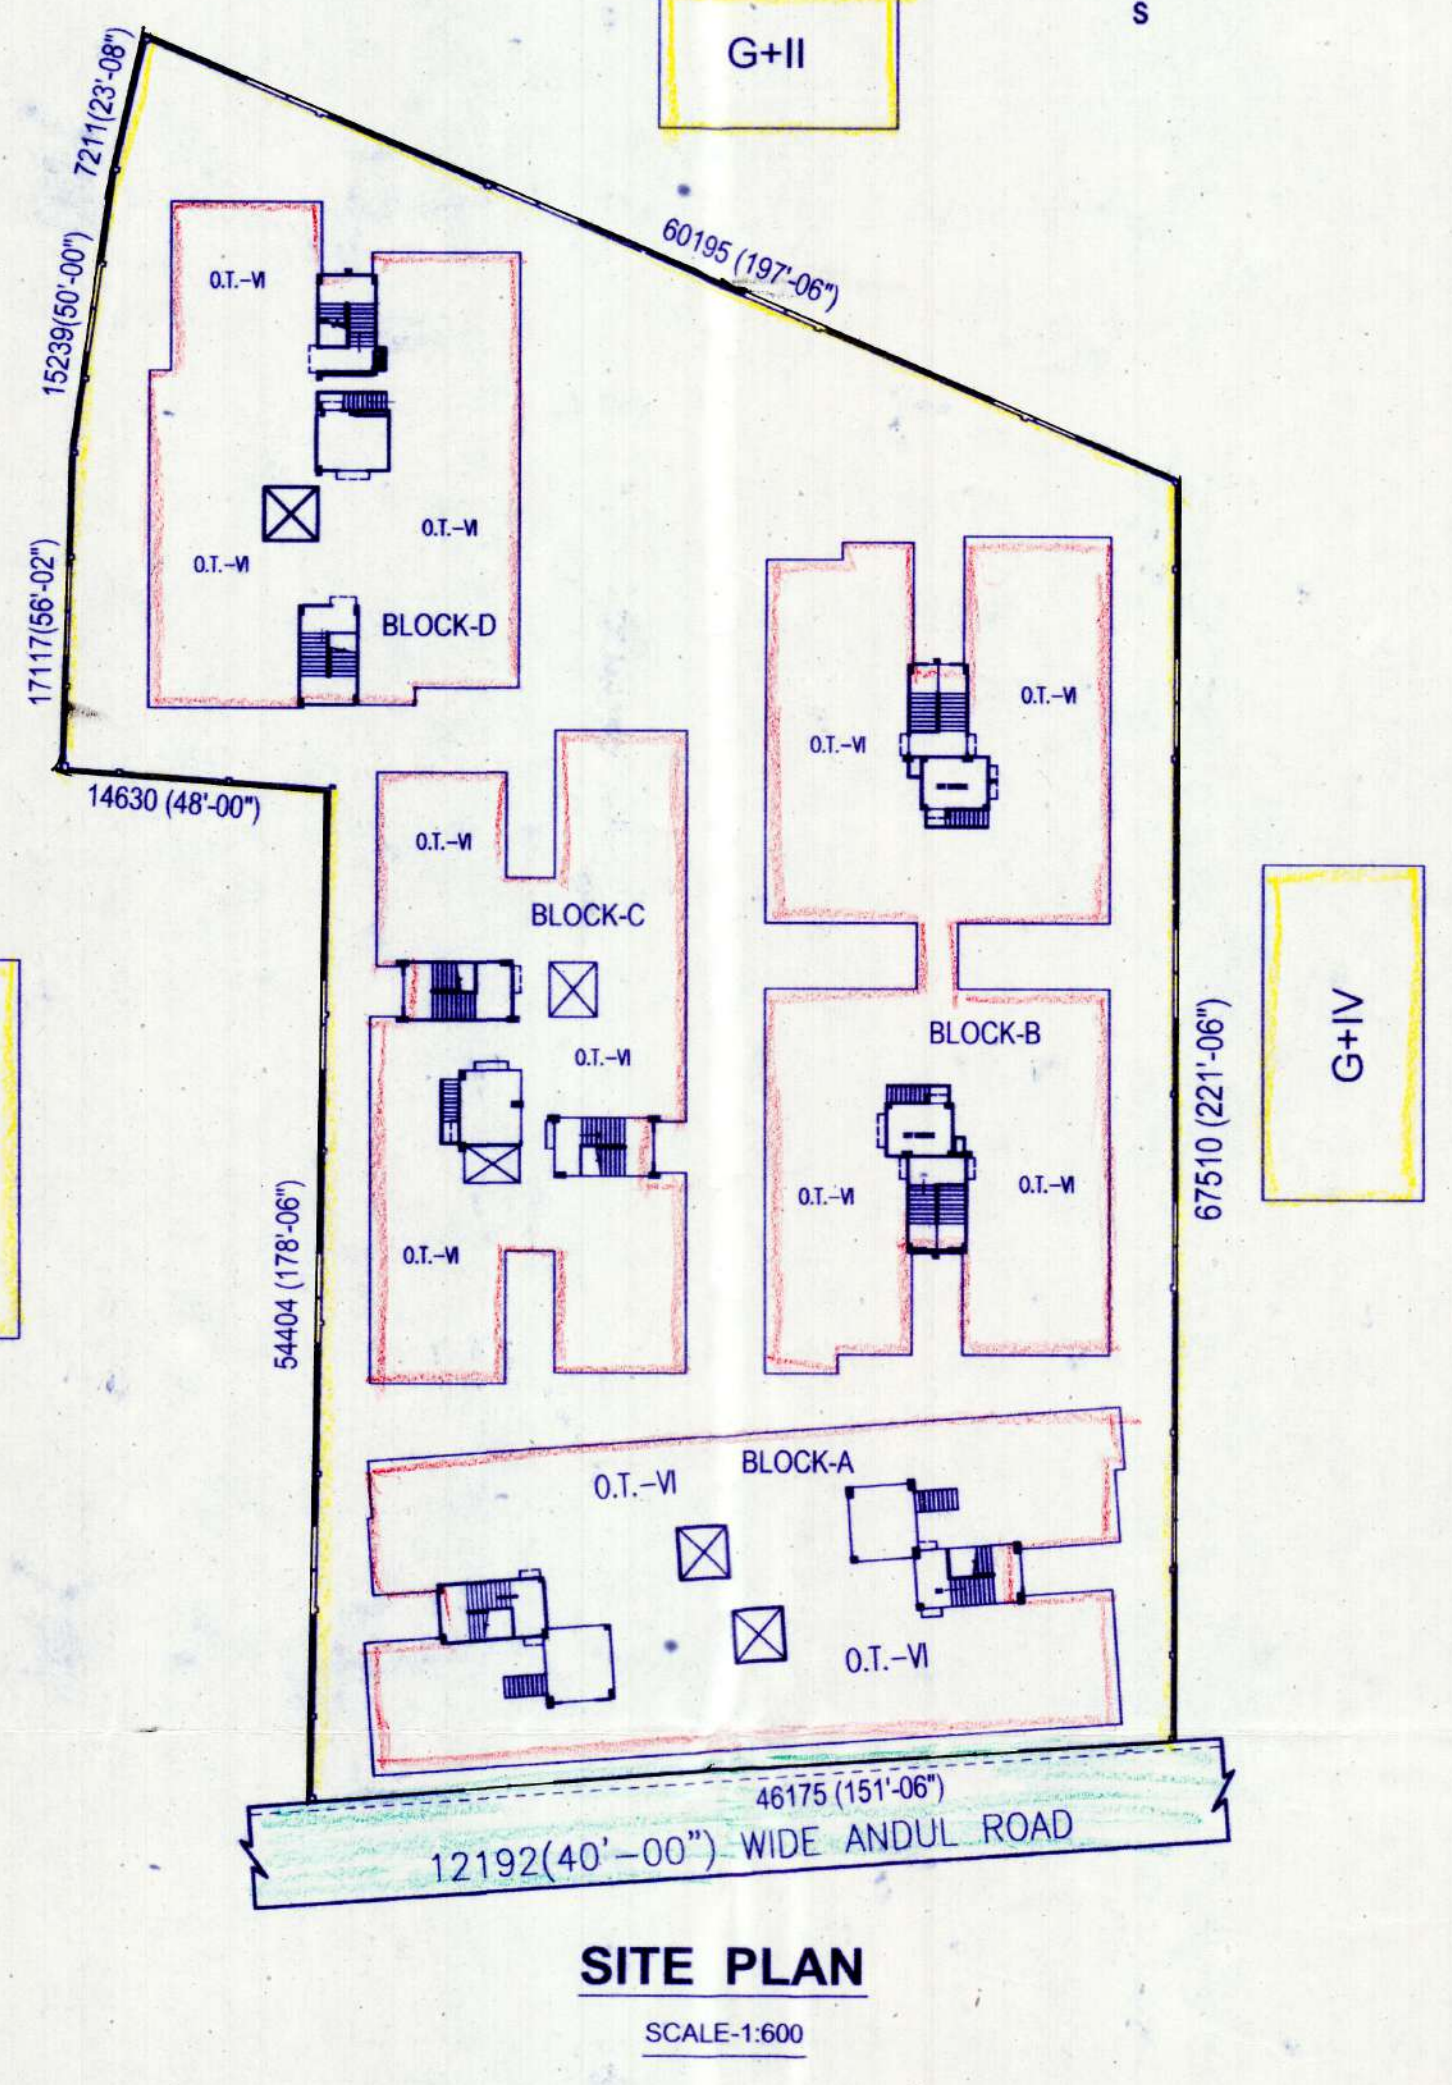 S
G+II
7211(23'-08")
60195 (197'-06")
O.T.-VI
15239(50'-00")
O.T.-VI
O.T.-VI
17117(56'-02")
BLOCK-D
O.T.-VI
O.T.-VI
14630 (48'-00")
O.T.-VI
BLOCK-C
G+IV
BLOCK-B
O.T.-VI
67510 (221'-06")
O.T.-VI
O.T.-VI
54404 (178'-06")
O.T.-VI
BLOCK-A
O.T.-VI
O.T.-VI
46175 (151'-06")
12192(40'-00") WIDE ANDUL ROAD
SITE PLAN
SCALE-1:600